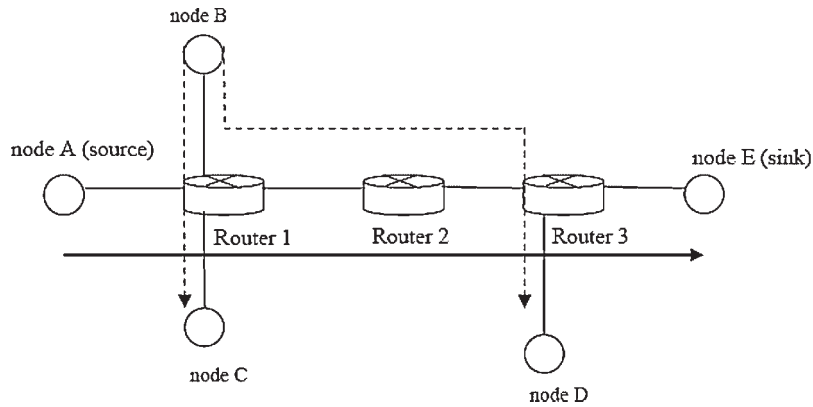 node B
node A (source)
node E (sink)
Router 1
Router 2
Router 3
node C
node D